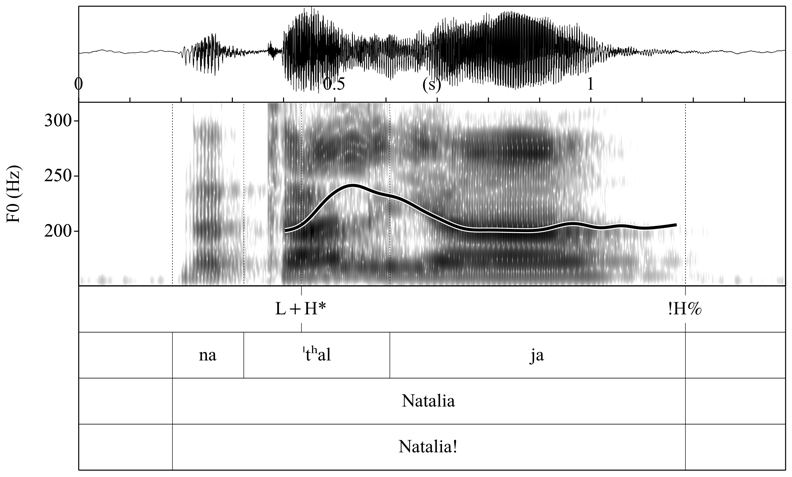 0 0.5 (s) 1
300
250
200
F0 (Hz)
L+H* !H%
na ˈtʰal ja
Natalia
Natalia!